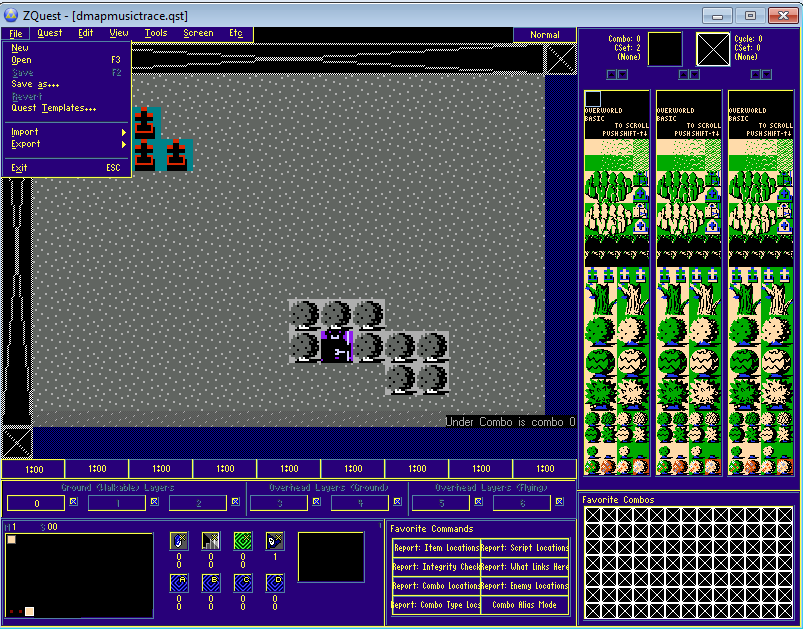 ZQuest - [dmapmusictrace.qst]
File Quest Edit View Tools Screen Etc
Normal
New
Open F3
Save F2
Save as...
Revert
Quest Templates...
Import
Export
Exit ESC
Combo: 0
CSet: 2
(None)
Cycle: 0
CSet: 0
(None)
OVERWORLD
BASIC
TO SCROLL
PUSH SHIFT-↑↓
OVERWORLD
BASIC
TO SCROLL
PUSH SHIFT-↑↓
OVERWORLD
BASIC
TO SCROLL
PUSH SHIFT-↑↓
Under Combo is combo 0
1:00 1:00 1:00 1:00 1:00 1:00 1:00 1:00 1:00
Ground (Walkable) Layers Overhead Layers (Ground) Overhead Layers (Flying)
0 1 2 3 4 5 6
Favorite Combos
M1 S00 1
0 0 0 1
0 0 0
A B C D
0 0 0 0
0 0 0 0
Favorite Commands
Report: Item Locations Report: Script Locations
Report: Integrity Check Report: What Links Here
Report: Combo Locations Report: Enemy Locations
Report: Combo Type Locs Combo Alias Mode